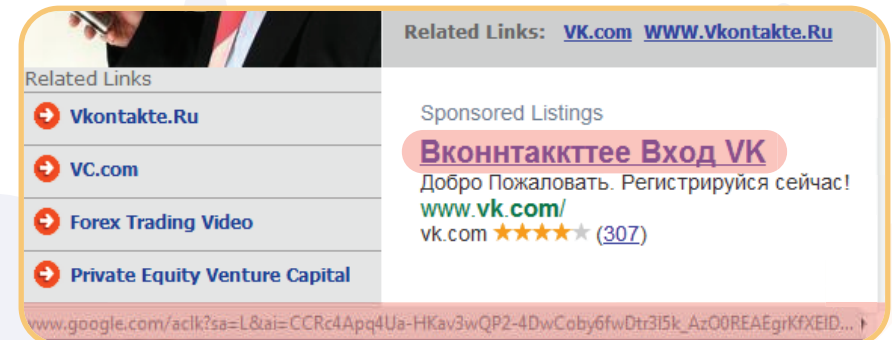 Related Links: VK.com WWW.Vkontakte.Ru
Related Links
Vkontakte.Ru
VC.com
Forex Trading Video
Private Equity Venture Capital
Sponsored Listings
Вконнтаккттее Вход VK
Добро Пожаловать. Регистрируйся сейчас!
www.vk.com/
vk.com ★★★★★ (307)
www.google.com/aclk?sa=L&ai=CCRc4Apq4Ua-HKav3wQP2-4DwCoby6fwDtr3I5k_AzO0REAEgrKfXEID...